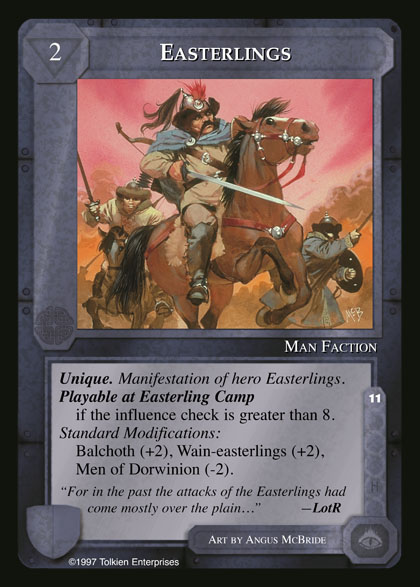 2
EASTERLINGS
McB
MAN FACTION
Unique. Manifestation of hero Easterlings.
Playable at Easterling Camp
if the influence check is greater than 8.
Standard Modifications:
Balchoth (+2), Wain-easterlings (+2),
Men of Dorwinion (-2).
“For in the past the attacks of the Easterlings had
come mostly over the plain…” —LotR
11
H
ART BY ANGUS MCBRIDE
©1997 Tolkien Enterprises